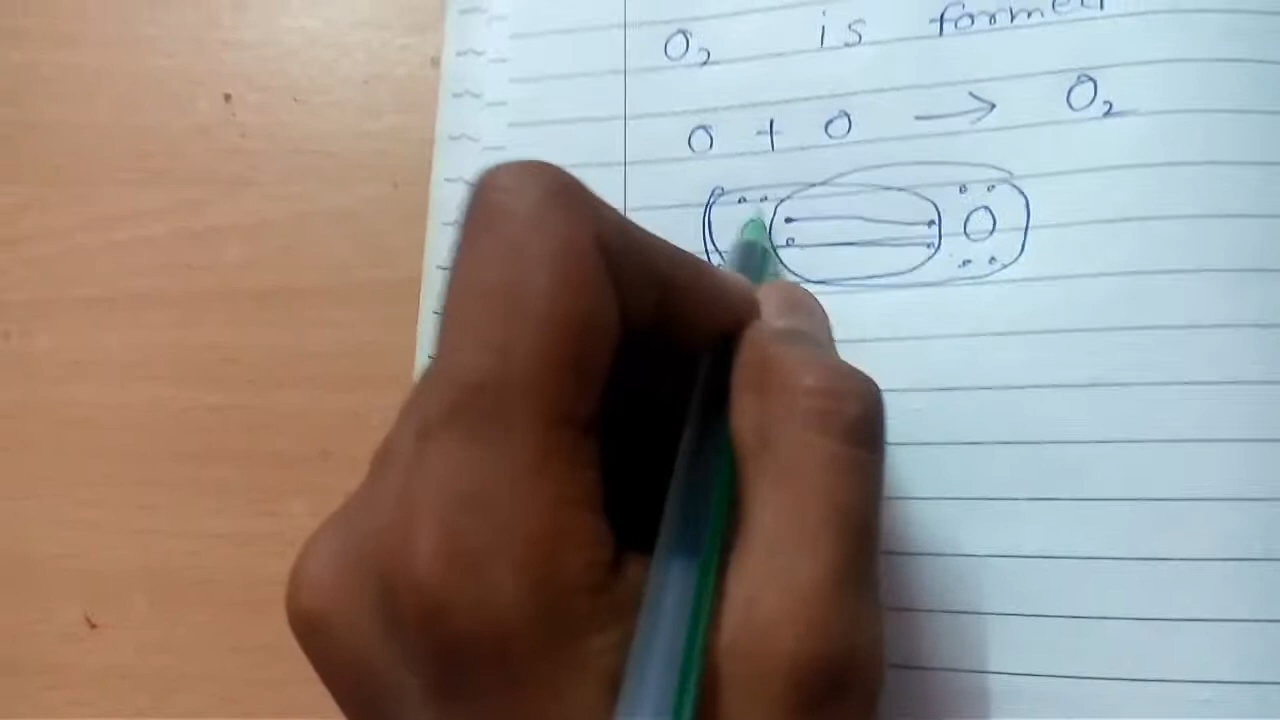 O₂ is formed
O + O → O₂
O O